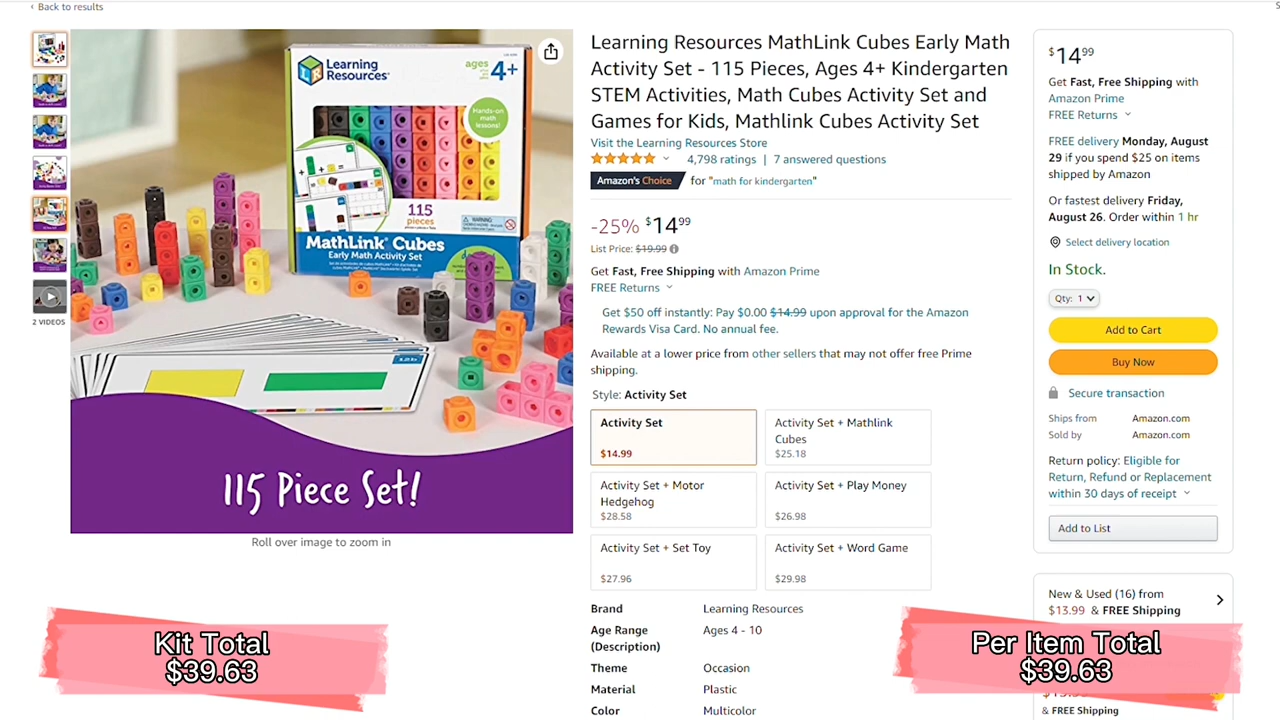 ‹ Back to results
2 VIDEOS
Learning
Resources
ages
4+
Hands-on
math
lessons!
115
pieces
WARNING
MathLink Cubes
Early Math Activity Set
115 Piece Set!
Roll over image to zoom in
Learning Resources MathLink Cubes Early Math
Activity Set - 115 Pieces, Ages 4+ Kindergarten
STEM Activities, Math Cubes Activity Set and
Games for Kids, Mathlink Cubes Activity Set
Visit the Learning Resources Store
4,798 ratings | 7 answered questions
Amazon's Choice for "math for kindergarten"
-25% $14.99
List Price: $19.99
Get Fast, Free Shipping with Amazon Prime
FREE Returns
Get $50 off instantly: Pay $0.00 $14.99 upon approval for the Amazon
Rewards Visa Card. No annual fee.
Available at a lower price from other sellers that may not offer free Prime
shipping.
Style: Activity Set
Activity Set
$14.99
Activity Set + Mathlink
Cubes
$25.18
Activity Set + Motor
Hedgehog
$28.58
Activity Set + Play Money
$26.98
Activity Set + Set Toy
$27.96
Activity Set + Word Game
$29.98
Brand Learning Resources
Age Range Ages 4 - 10
(Description)
Theme Occasion
Material Plastic
Color Multicolor
$14.99
Get Fast, Free Shipping with
Amazon Prime
FREE Returns
FREE delivery Monday, August
29 if you spend $25 on items
shipped by Amazon
Or fastest delivery Friday,
August 26. Order within 1 hr
Select delivery location
In Stock.
Qty: 1
Add to Cart
Buy Now
Secure transaction
Ships from Amazon.com
Sold by Amazon.com
Return policy: Eligible for
Return, Refund or Replacement
within 30 days of receipt
Add to List
New & Used (16) from
$13.99 & FREE Shipping
& FREE Shipping
Kit Total
$39.63
Per Item Total
$39.63